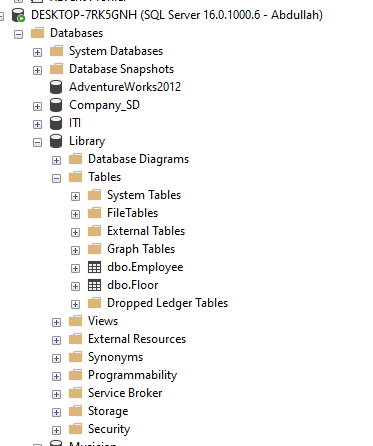 DESKTOP-7RK5GNH (SQL Server 16.0.1000.6 - Abdullah)
Databases
System Databases
Database Snapshots
AdventureWorks2012
Company_SD
ITI
Library
Database Diagrams
Tables
System Tables
FileTables
External Tables
Graph Tables
dbo.Employee
dbo.Floor
Dropped Ledger Tables
Views
External Resources
Synonyms
Programmability
Service Broker
Storage
Security